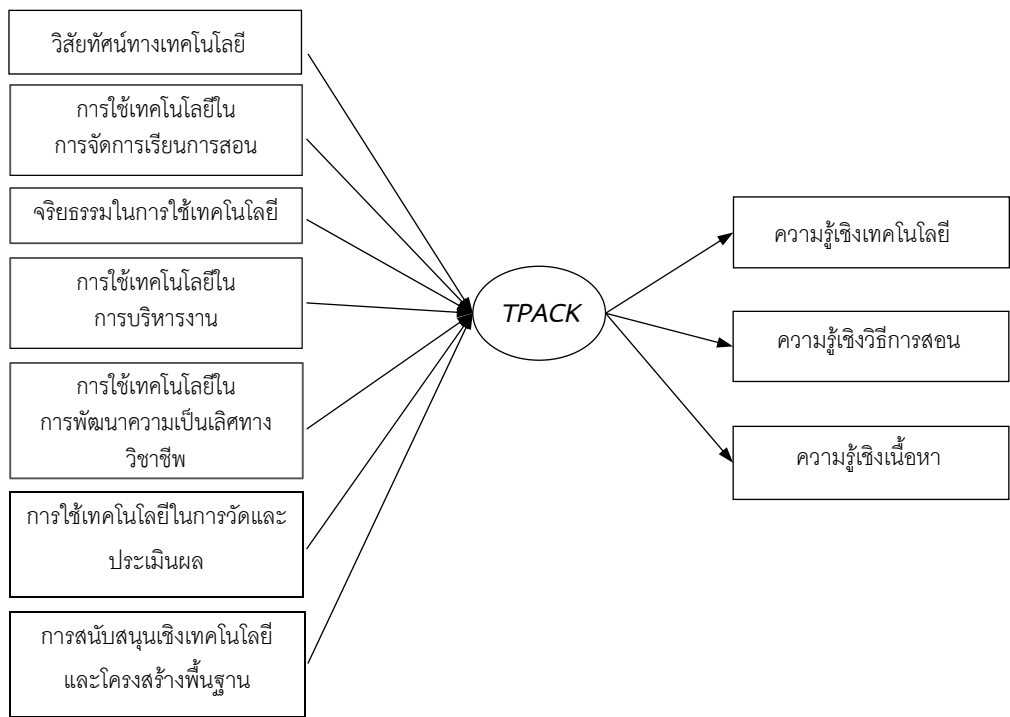 วิสัยทัศน์ทางเทคโนโลยี
การใช้เทคโนโลยีใน
การจัดการเรียนการสอน
จริยธรรมในการใช้เทคโนโลยี
การใช้เทคโนโลยีใน
การบริหารงาน
การใช้เทคโนโลยีใน
การพัฒนาความเป็นเลิศทาง
วิชาชีพ
การใช้เทคโนโลยีในการวัดและ
ประเมินผล
การสนับสนุนเชิงเทคโนโลยี
และโครงสร้างพื้นฐาน
TPACK
ความรู้เชิงเทคโนโลยี
ความรู้เชิงวิธีการสอน
ความรู้เชิงเนื้อหา